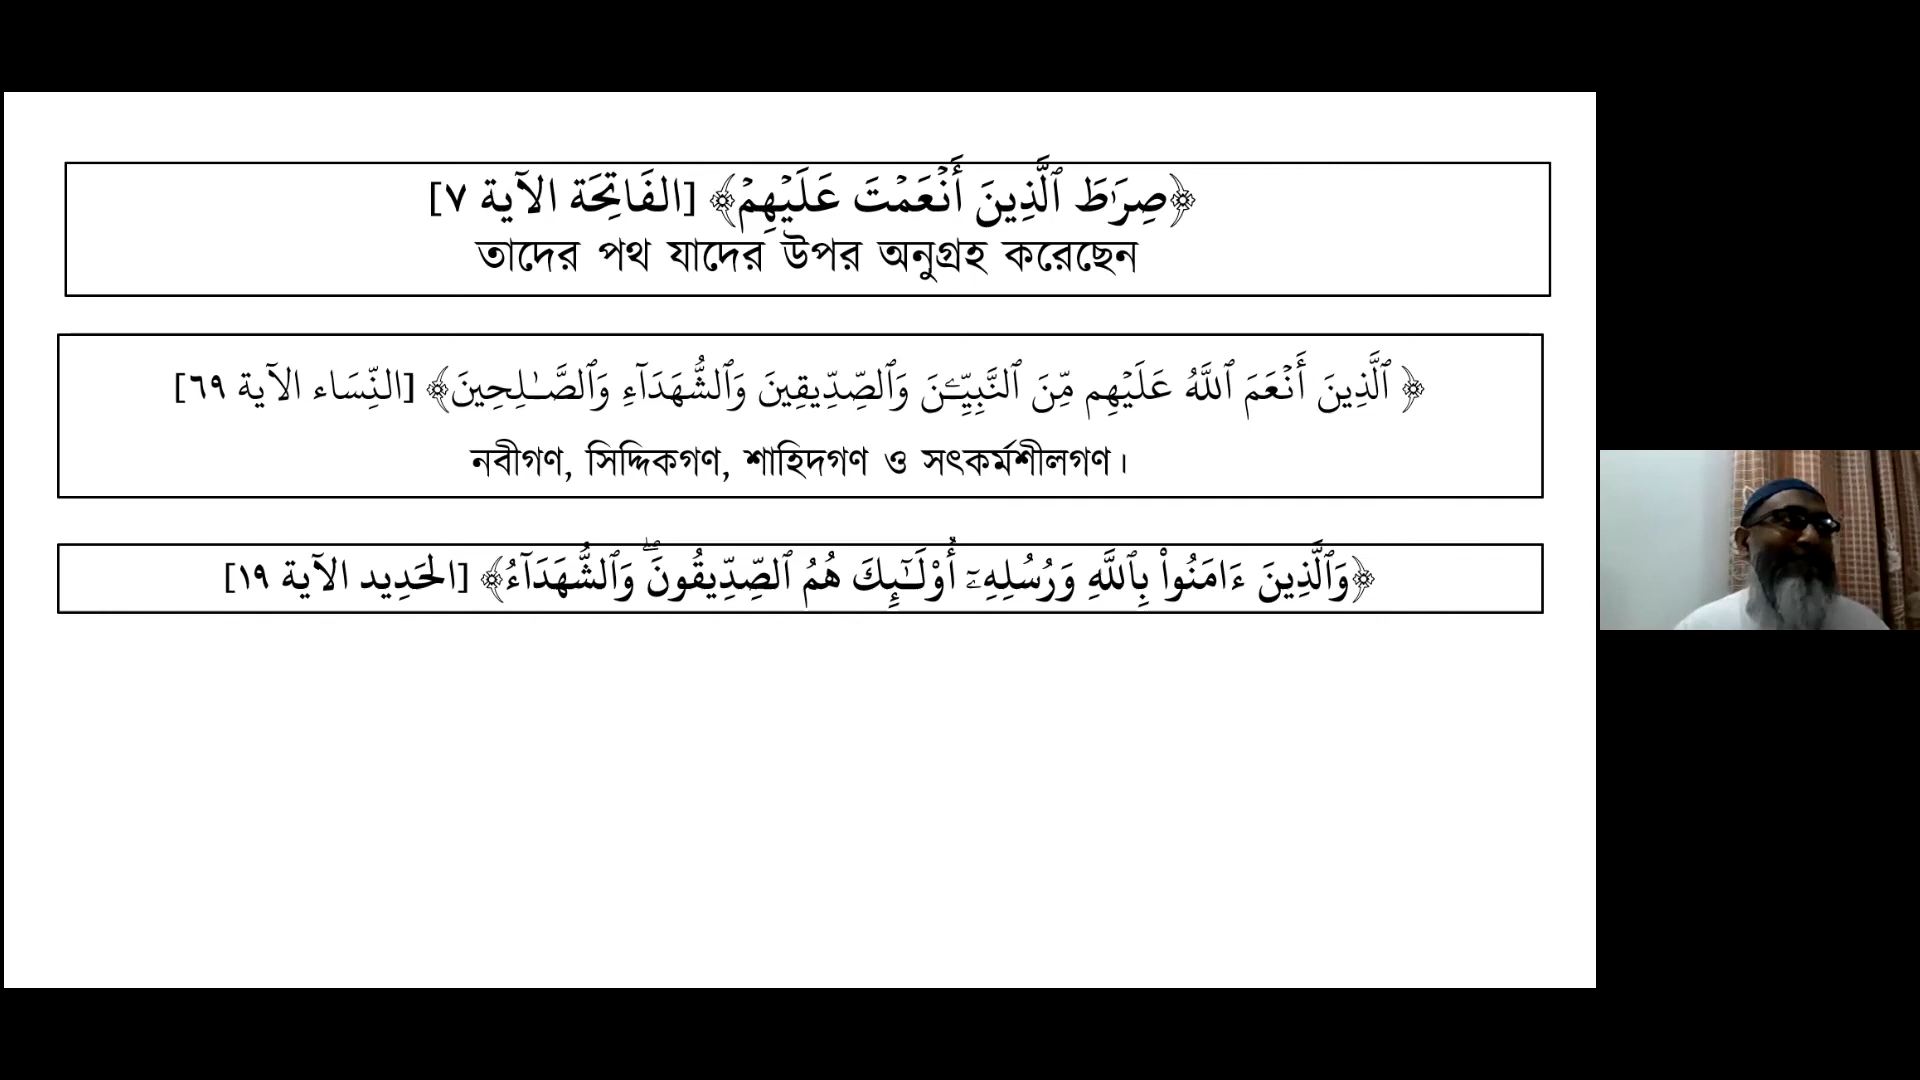 ﴿صِرَٰطَ ٱلَّذِينَ أَنۡعَمۡتَ عَلَيۡهِمۡ﴾ [الفَاتِحَة الآية ٧]
তাদের পথ যাদের উপর অনুগ্রহ করেছেন
﴿ ٱلَّذِينَ أَنۡعَمَ ٱللَّهُ عَلَيۡهِم مِّنَ ٱلنَّبِيِّـۧنَ وَٱلصِّدِّيقِينَ وَٱلشُّهَدَآءِ وَٱلصَّـٰلِحِينَ﴾ [النِّسَاء الآية ٦٩]
নবীগণ, সিদ্দিকগণ, শাহিদগণ ও সৎকর্মশীলগণ।
﴿وَٱلَّذِينَ ءَامَنُواْ بِٱللَّهِ وَرُسُلِهِۦٓ أُوْلَـٰٓئِكَ هُمُ ٱلصِّدِّيقُونَۖ وَٱلشُّهَدَآءُ﴾ [الحَدِيد الآية ١٩]